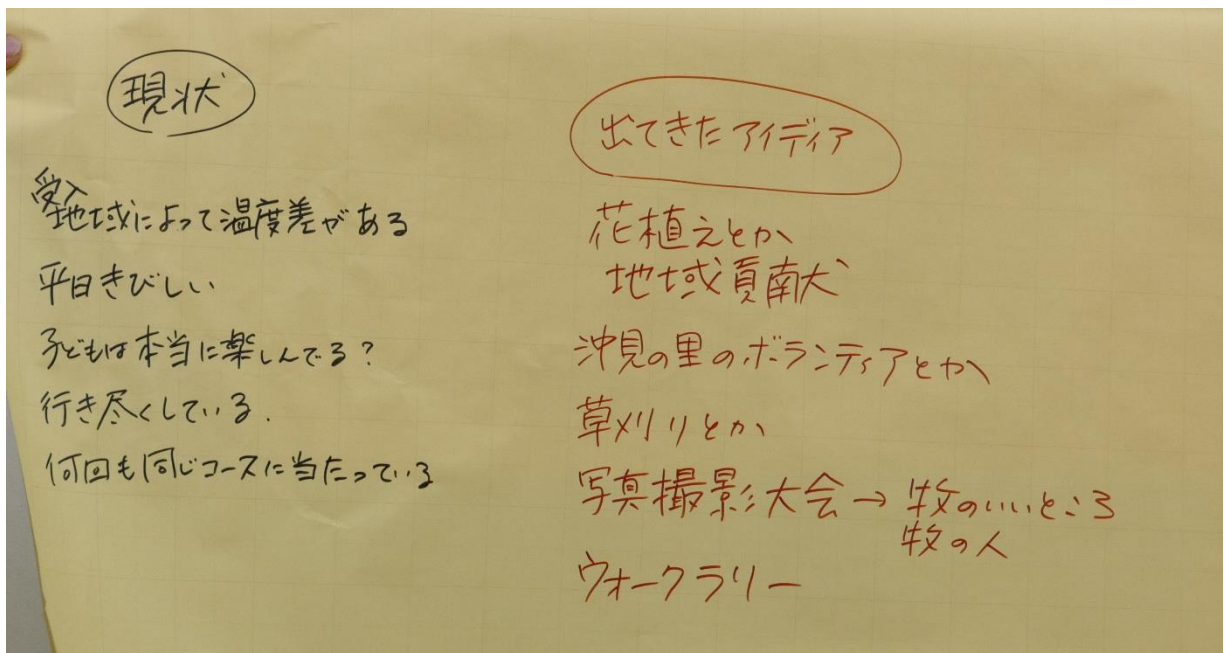 現状
受入
地域によって温度差がある
平日きびしい
子どもは本当に楽しんでる?
行き尽くしている.
何回も同じコースに当たっている
出てきたアイディア
花植えとか
地域貢献
沖見の里のボランティアとか
草刈りとか
写真撮影大会→牧のいいところ
牧の人
ウォークラリー